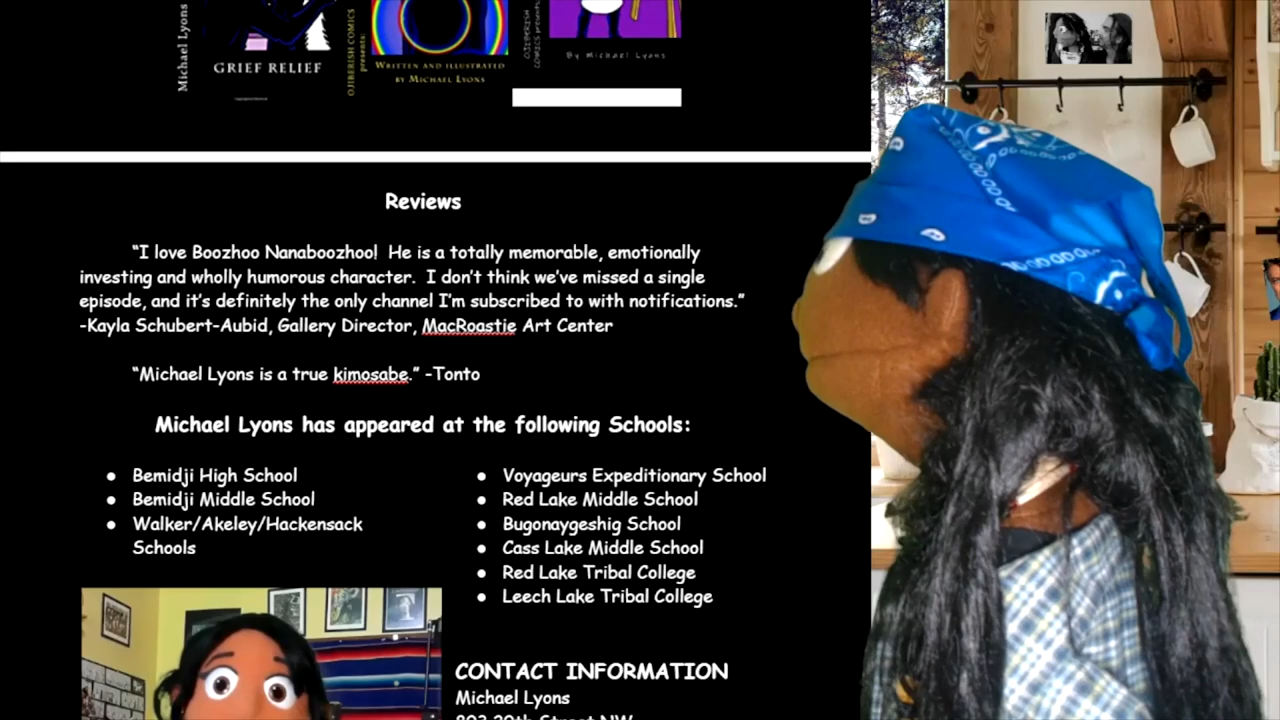 Michael Lyons
GRIEF RELIEF
OJIBERISH COMICS
presents:
WRITTEN AND ILLUSTRATED
BY MICHAEL LYONS
OJIBERISH
COMICS presents
By Michael Lyons
Reviews
“I love Boozhoo Nanaboozhoo!  He is a totally memorable, emotionally
investing and wholly humorous character.  I don’t think we’ve missed a single
episode, and it’s definitely the only channel I’m subscribed to with notifications.”
-Kayla Schubert-Aubid, Gallery Director, MacRoastie Art Center
“Michael Lyons is a true kimosabe.” -Tonto
Michael Lyons has appeared at the following Schools:
● Bemidji High School
● Bemidji Middle School
● Walker/Akeley/Hackensack
Schools
● Voyageurs Expeditionary School
● Red Lake Middle School
● Bugonaygeshig School
● Cass Lake Middle School
● Red Lake Tribal College
● Leech Lake Tribal College
CONTACT INFORMATION
Michael Lyons